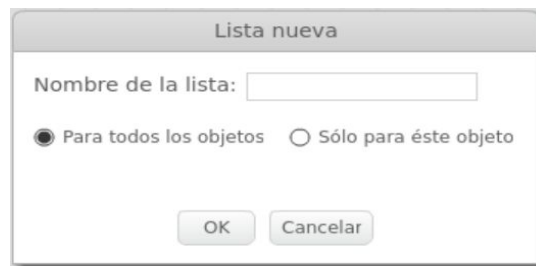 Lista nueva
Nombre de la lista:
Para todos los objetos Sólo para éste objeto
OK Cancelar